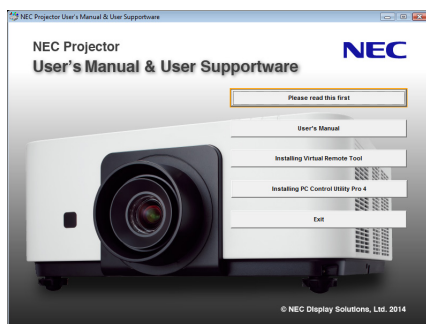 NEC Projector User's Manual & User Supportware
NEC Projector
NEC
User's Manual & User Supportware
Please read this first
User's Manual
Installing Virtual Remote Tool
Installing PC Control Utility Pro 4
Exit
© NEC Display Solutions, Ltd. 2014